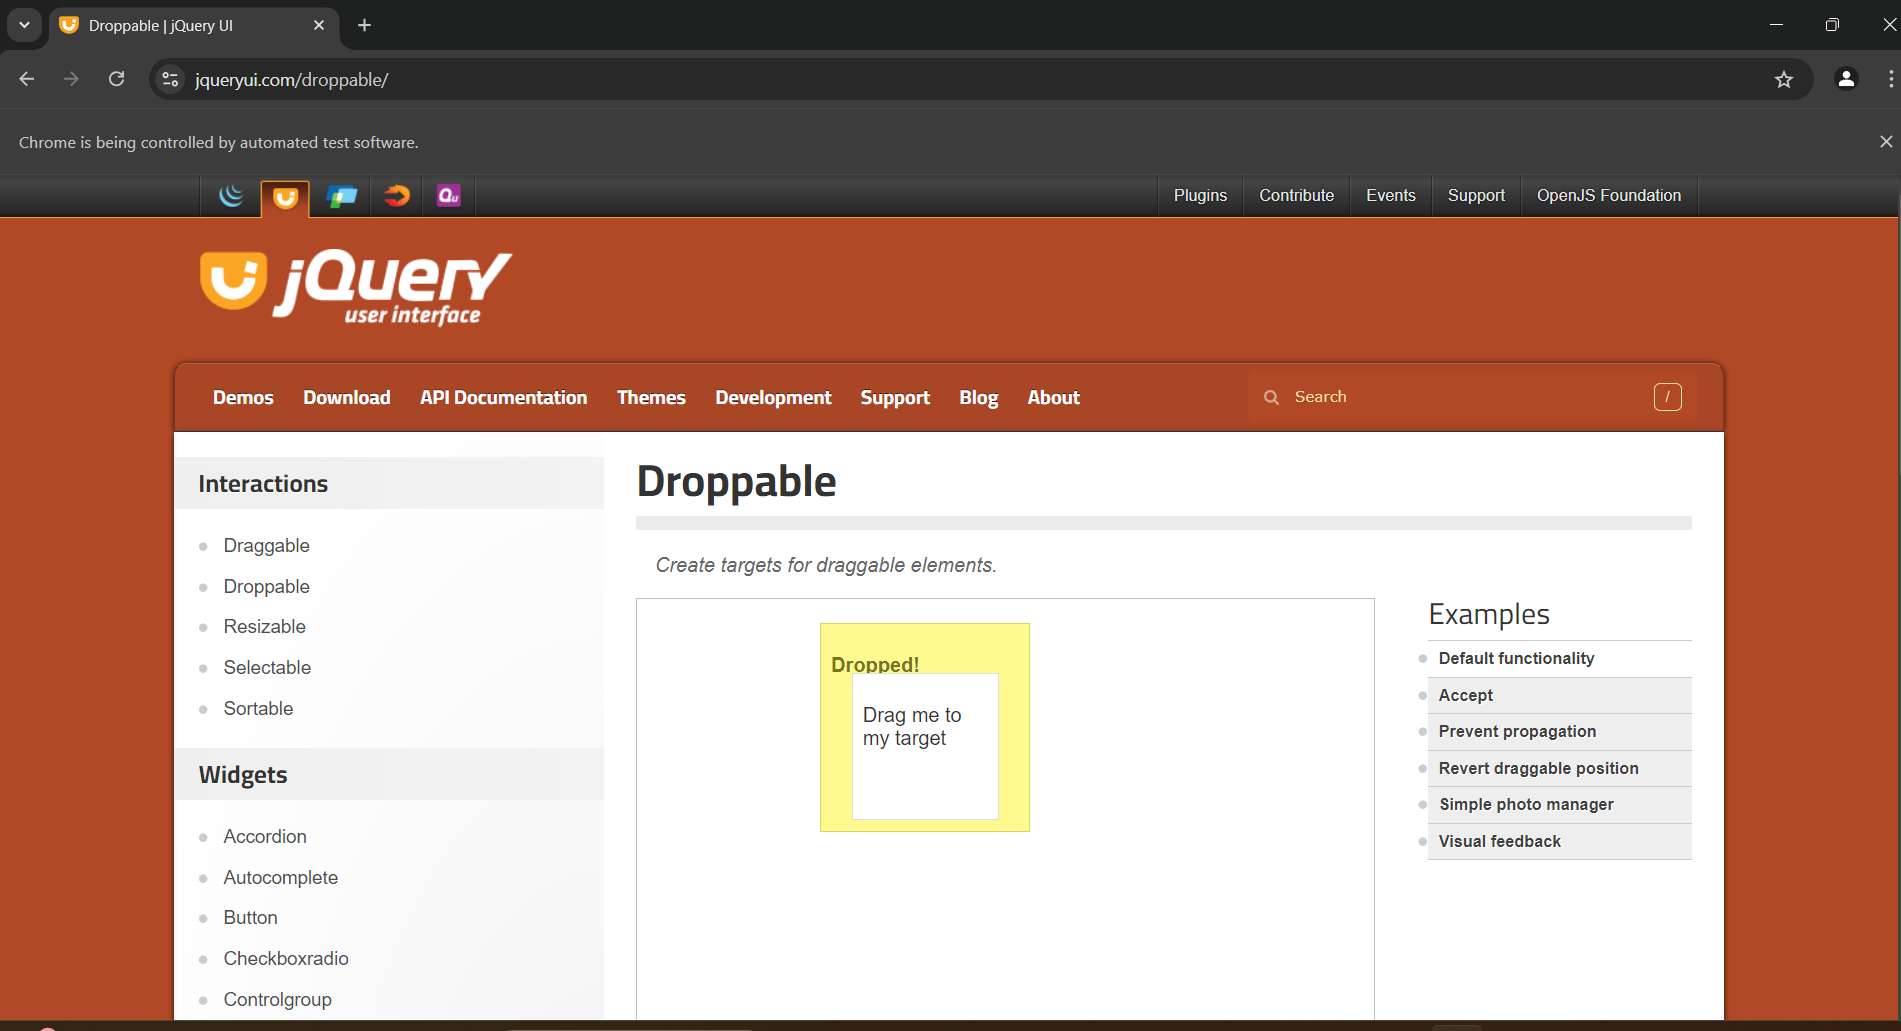 Droppable | jQuery UI
jqueryui.com/droppable/
Chrome is being controlled by automated test software.
Qu
Plugins Contribute Events Support OpenJS Foundation
jQuery
user interface
Demos Download API Documentation Themes Development Support Blog About Search /
Interactions
Draggable
Droppable
Resizable
Selectable
Sortable
Widgets
Accordion
Autocomplete
Button
Checkboxradio
Controlgroup
Droppable
Create targets for draggable elements.
Dropped!
Drag me to
my target
Examples
Default functionality
Accept
Prevent propagation
Revert draggable position
Simple photo manager
Visual feedback